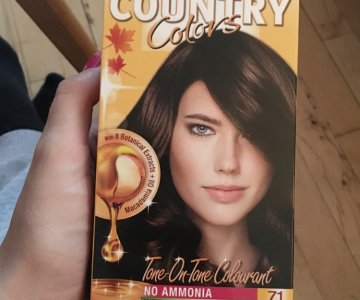 COUNTRY
Colors
with 8 Botanical Extracts +
Macadamia Oil +
Tone-On-Tone Colourant
NO AMMONIA
71